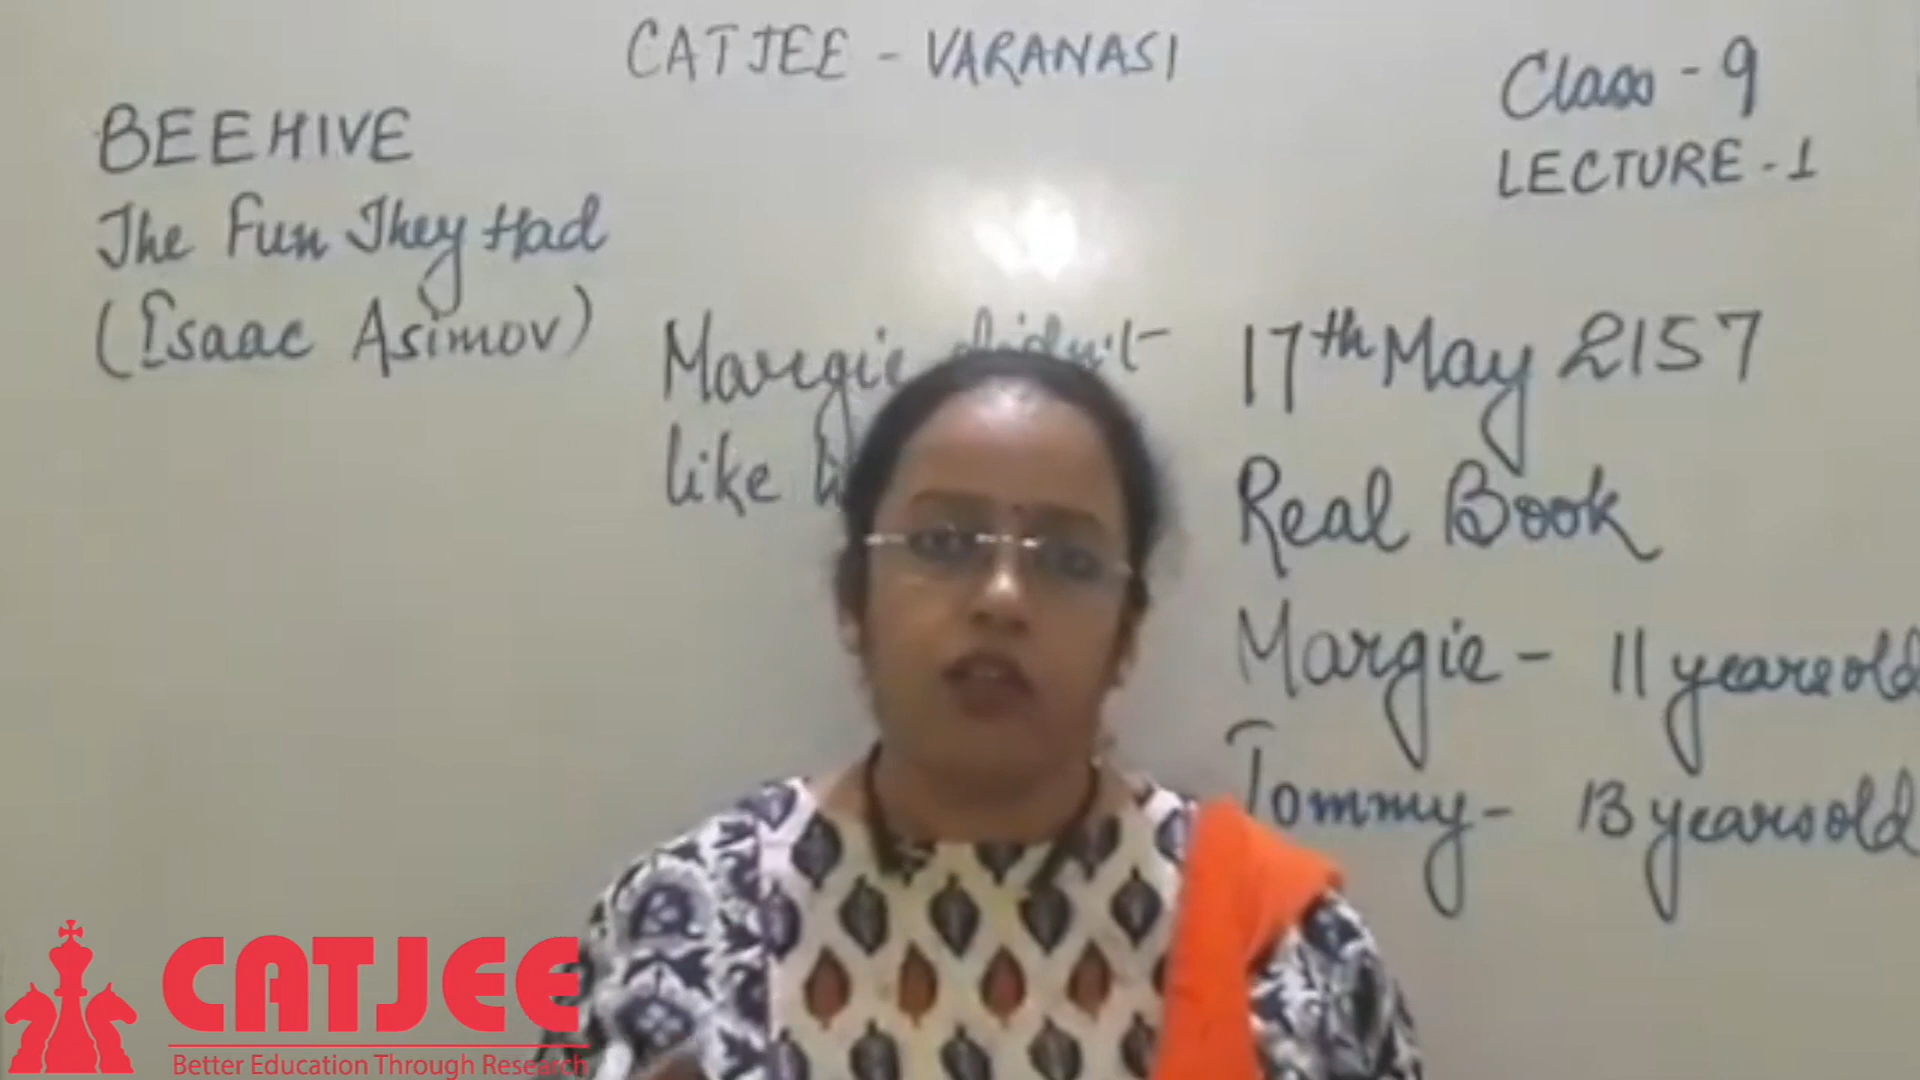 CATJEE - VARANASI
Class - 9
LECTURE - 1
BEEHIVE
The Fun They Had
(Isaac Asimov)
Margie didn't
like
17th May 2157
Real Book
Margie - 11 years old
Tommy - 13 years old
CATJEE
Better Education Through Research